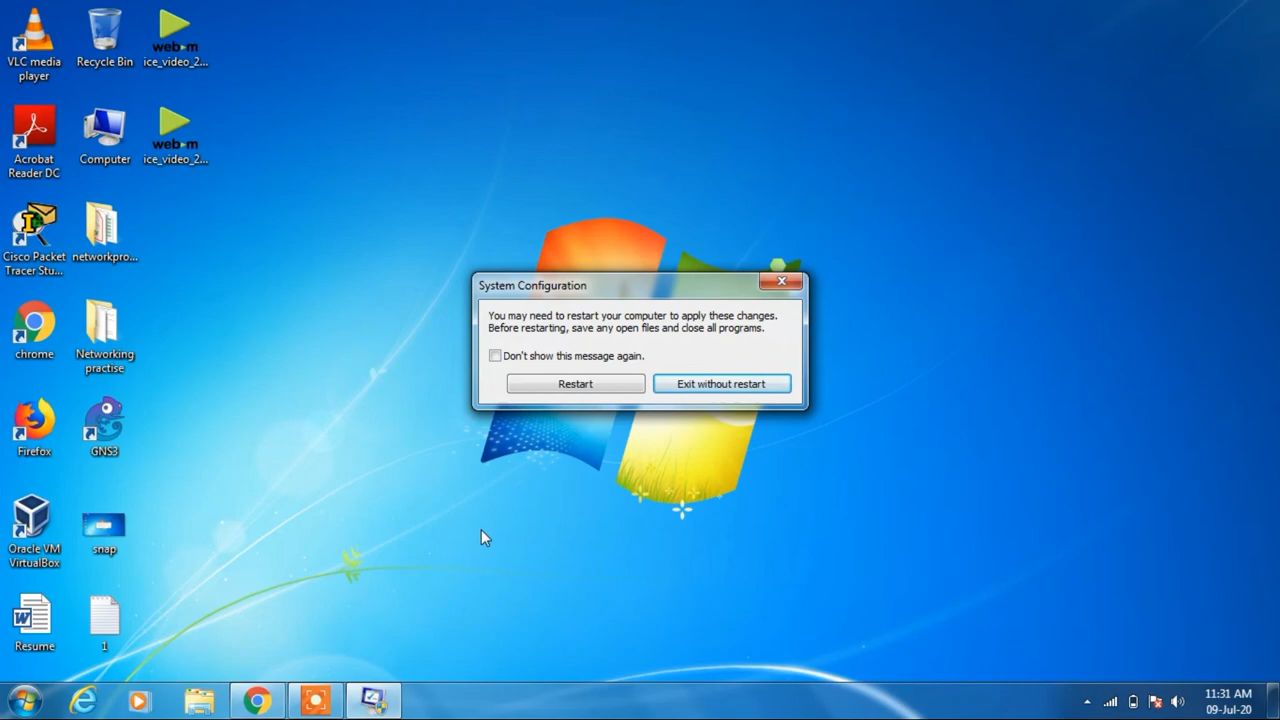 VLC media
player
Recycle Bin
web m
ice_video_2...
Acrobat
Reader DC
Computer
web m
ice_video_2...
Cisco Packet
Tracer Stu...
networkpro...
chrome
Networking
practise
Firefox
GNS3
Oracle VM
VirtualBox
snap
Resume
1
System Configuration
You may need to restart your computer to apply these changes.
Before restarting, save any open files and close all programs.
Don't show this message again.
Restart
Exit without restart
11:31 AM
09-Jul-20